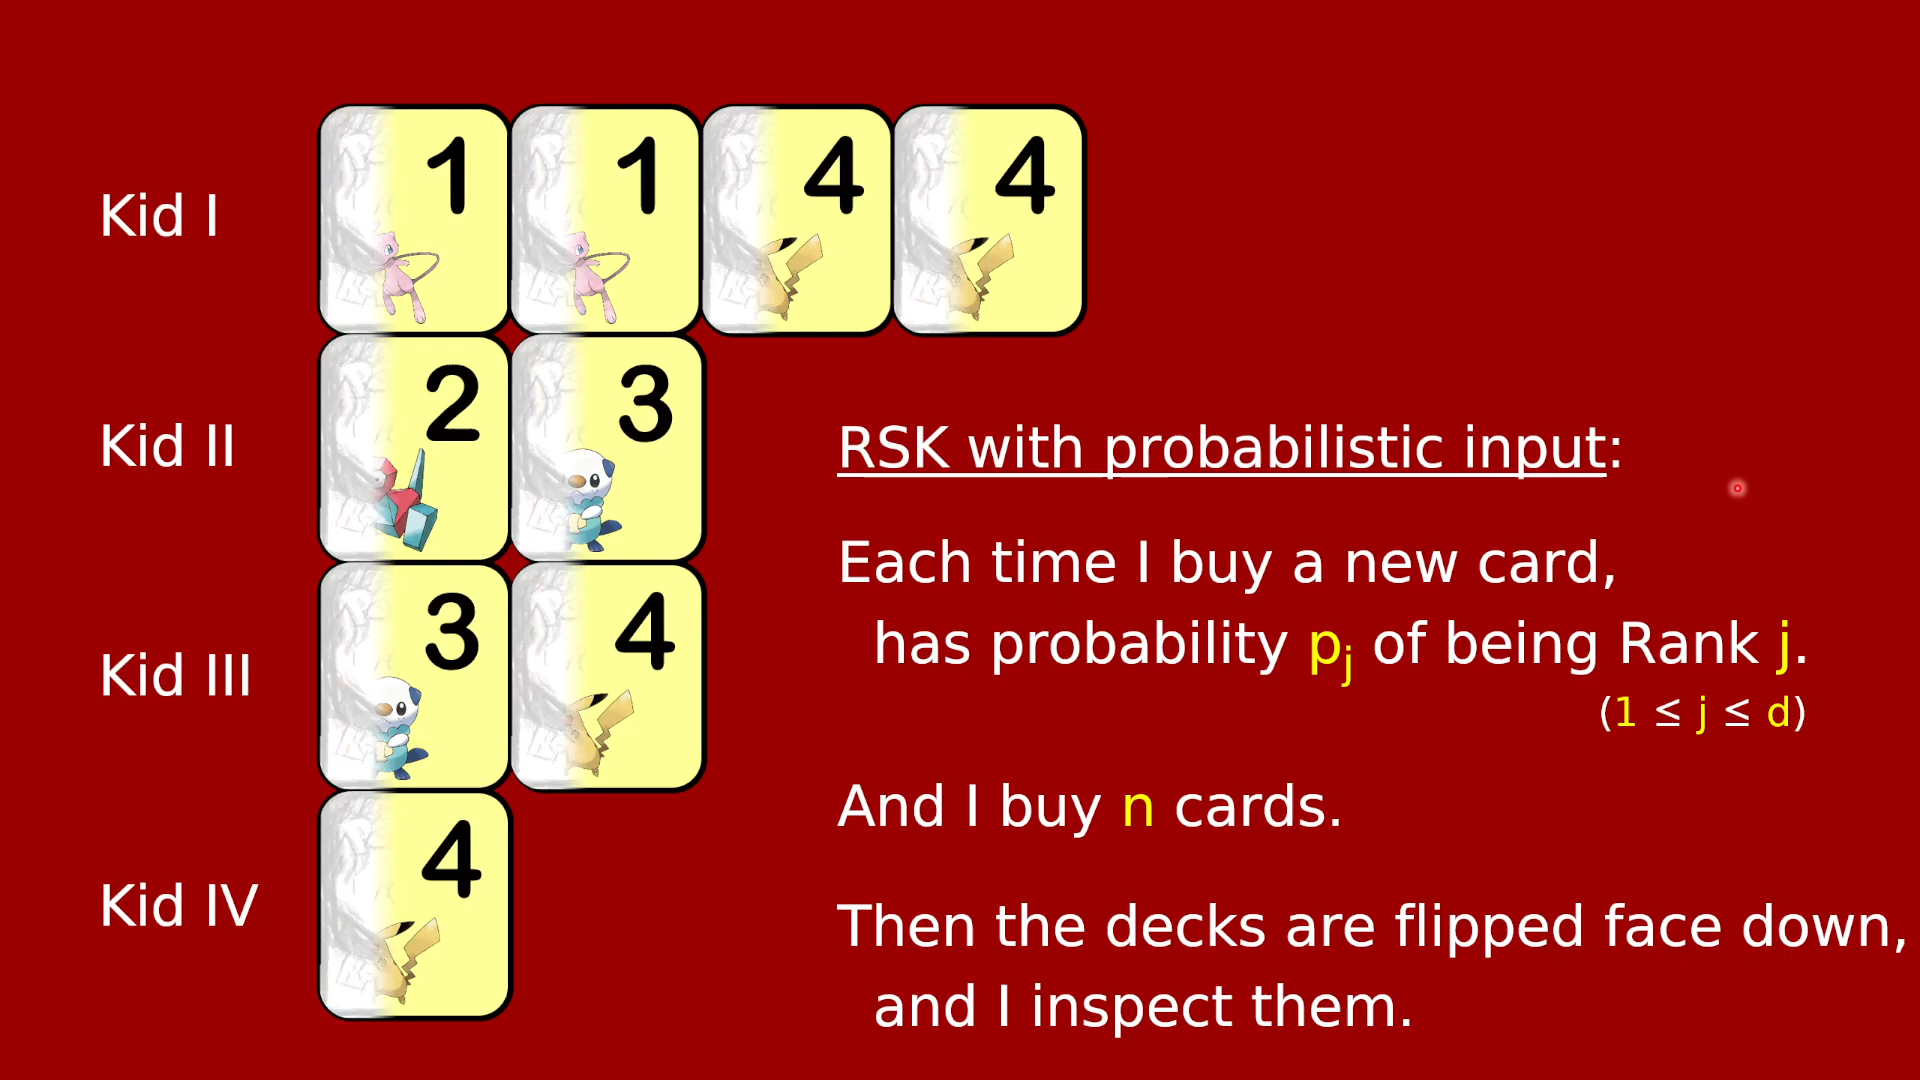 Kid I
1 1 4 4
Kid II
2 3
RSK with probabilistic input:
Each time I buy a new card,
Kid III
3 4
has probability pj of being Rank j.
(1 ≤ j ≤ d)
And I buy n cards.
Kid IV
4
Then the decks are flipped face down,
and I inspect them.